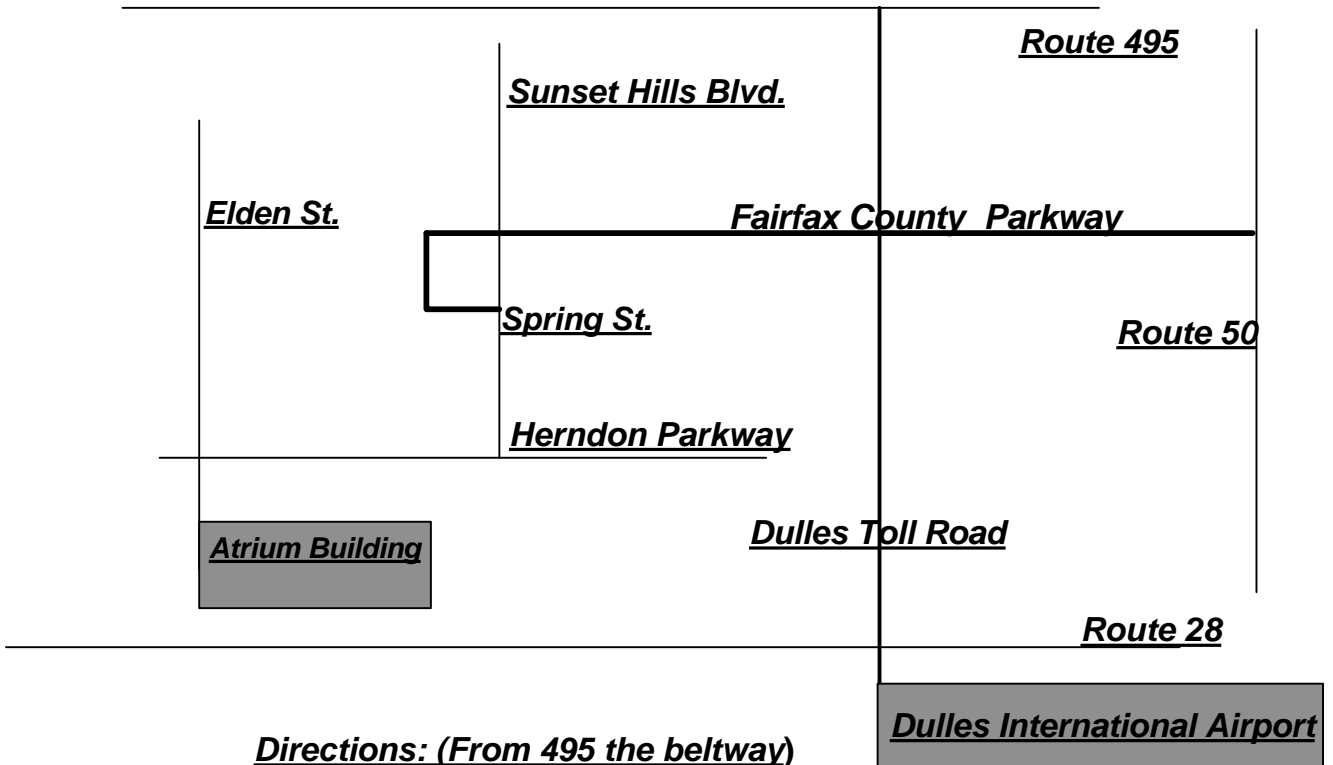 Route 495
Sunset Hills Blvd.
Elden St.
Fairfax County Parkway
Spring St.
Route 50
Herndon Parkway
Dulles Toll Road
Atrium Building
Route 28
Dulles International Airport
Directions: (From 495 the beltway)